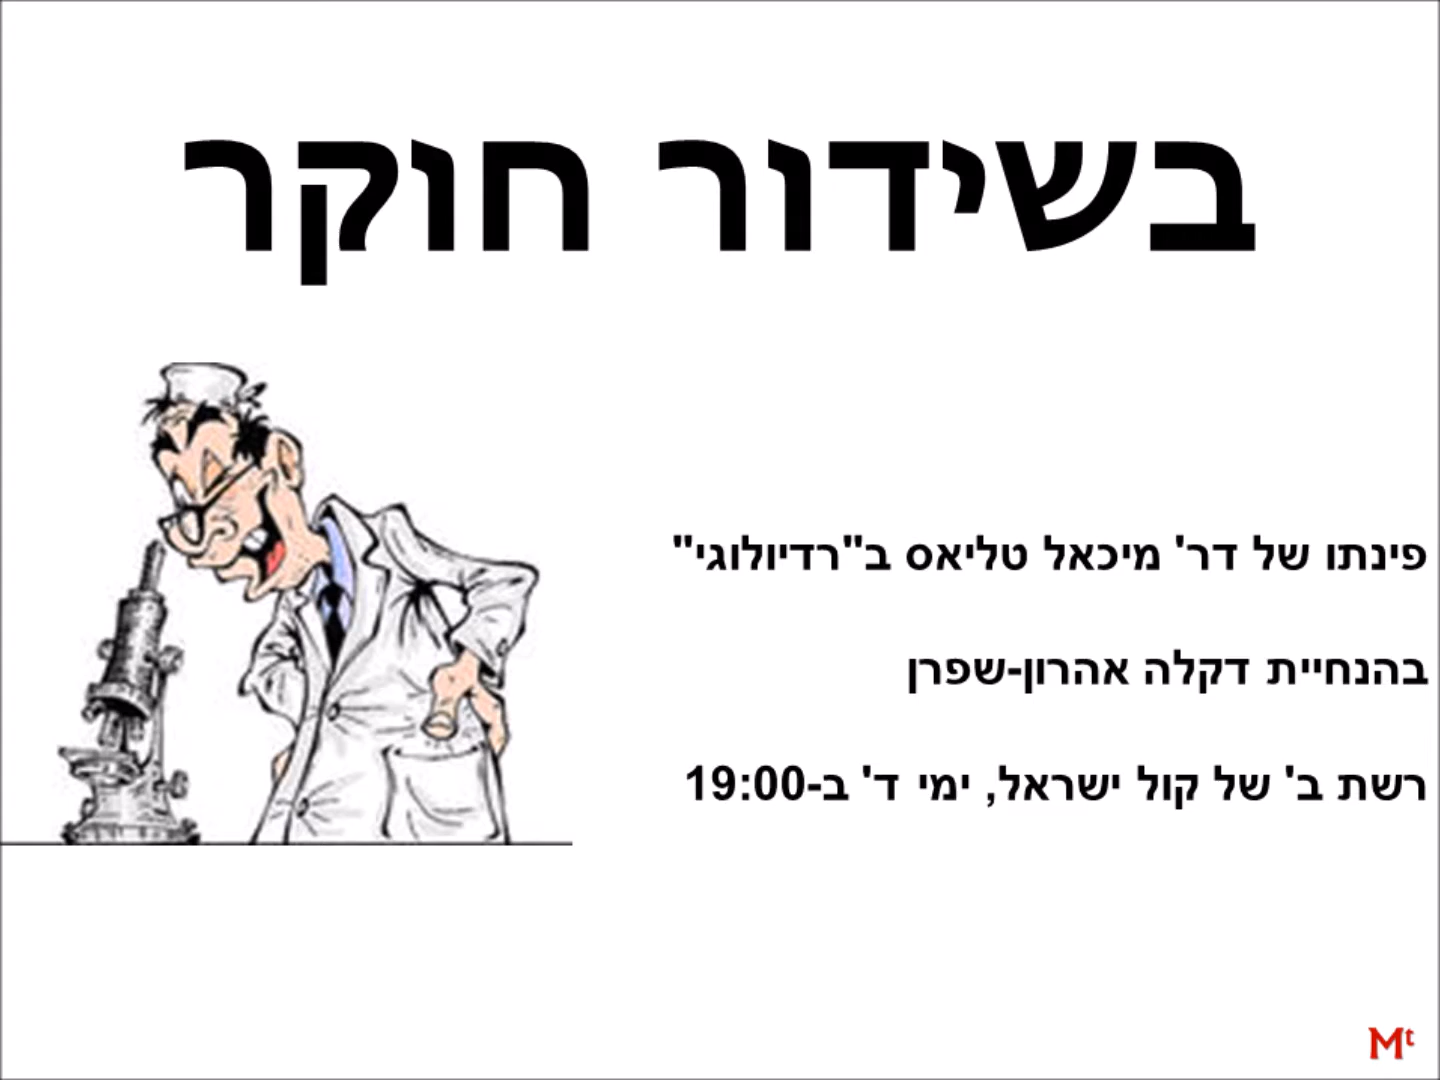 בשידור חוקר
פינתו של דר' מיכאל טליאס ב"רדיולוגי"
בהנחיית דקלה אהרון-שפרן
רשת ב' של קול ישראל, ימי ד' ב-19:00
Mt